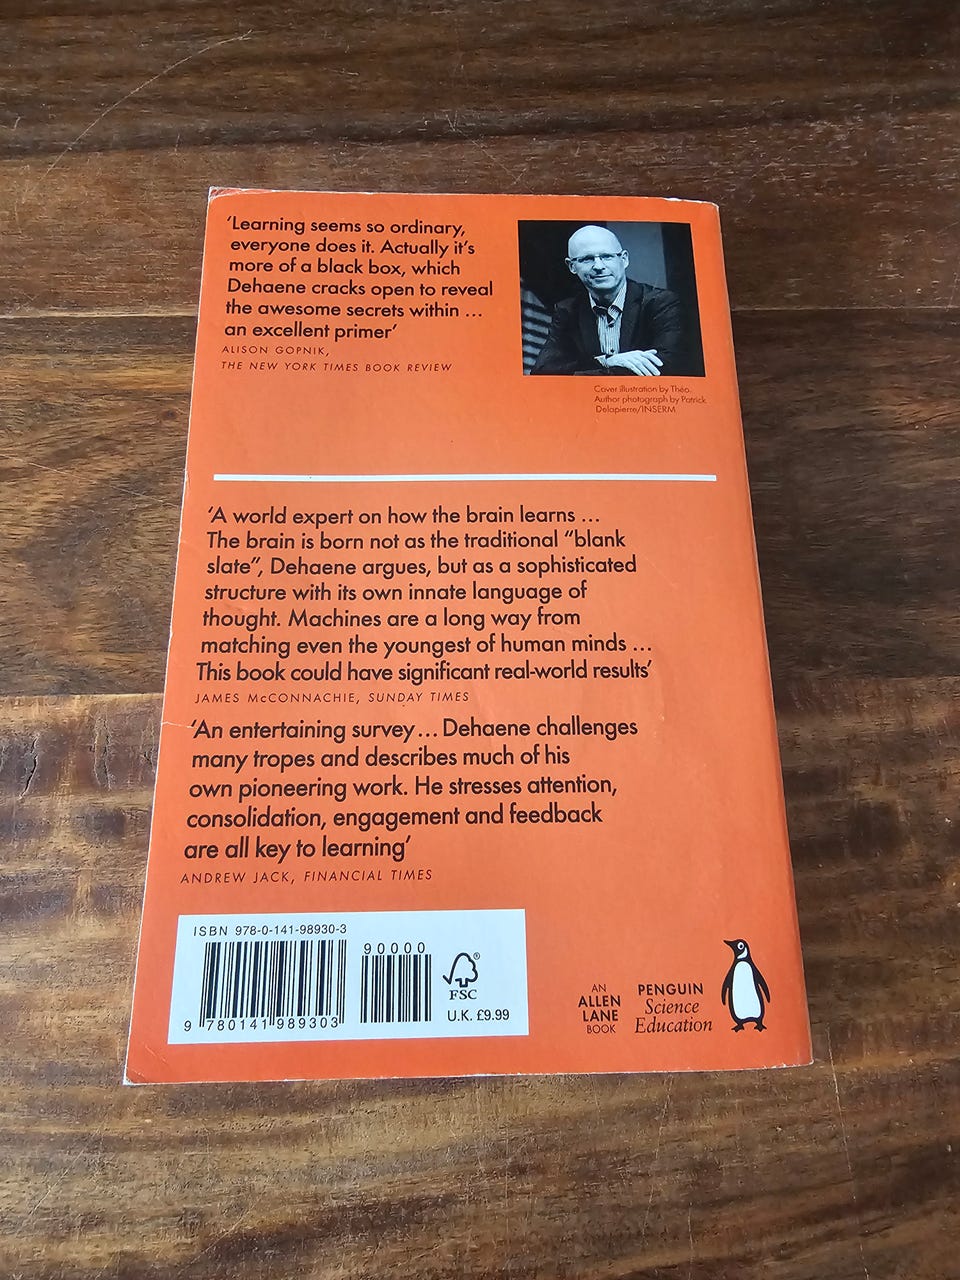 ‘Learning seems so ordinary,
everyone does it. Actually it’s
more of a black box, which
Dehaene cracks open to reveal
the awesome secrets within ...
an excellent primer’
ALISON GOPNIK,
THE NEW YORK TIMES BOOK REVIEW
Cover illustration by Théo.
Author photograph by Patrick
Delapierre/INSERM
‘A world expert on how the brain learns ...
The brain is born not as the traditional “blank
slate”, Dehaene argues, but as a sophisticated
structure with its own innate language of
thought. Machines are a long way from
matching even the youngest of human minds ...
This book could have significant real-world results’
JAMES McCONNACHIE, SUNDAY TIMES
‘An entertaining survey ... Dehaene challenges
many tropes and describes much of his
own pioneering work. He stresses attention,
consolidation, engagement and feedback
are all key to learning’
ANDREW JACK, FINANCIAL TIMES
ISBN 978-0-141-98930-3
90000
9 780141 989303
®
FSC
U.K. £9.99
AN
ALLEN
LANE
BOOK
PENGUIN
Science
Education